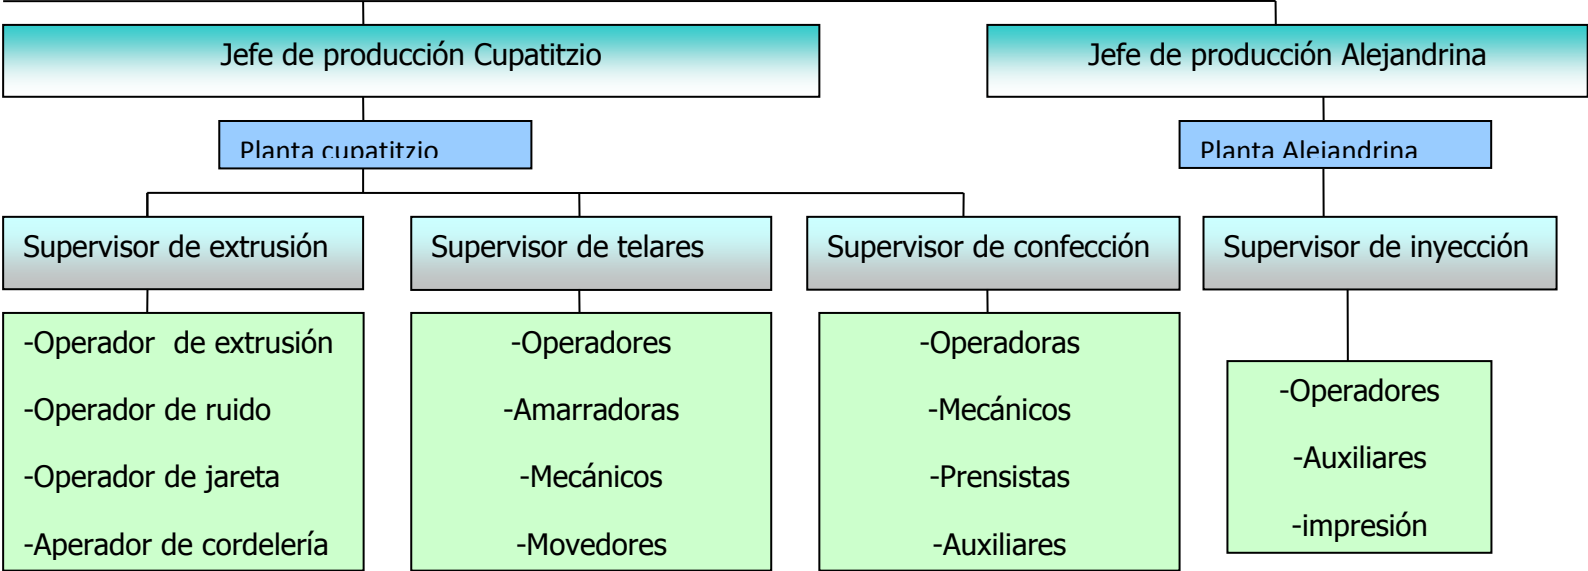 Jefe de producción Cupatitzio
Jefe de producción Alejandrina
Planta cupatitzio
Planta Alejandrina
Supervisor de extrusión
Supervisor de telares
Supervisor de confección
Supervisor de inyección
-Operador  de extrusión
-Operador de ruido
-Operador de jareta
-Aperador de cordelería
-Operadores
-Amarradoras
-Mecánicos
-Movedores
-Operadoras
-Mecánicos
-Prensistas
-Auxiliares
-Operadores
-Auxiliares
-impresión